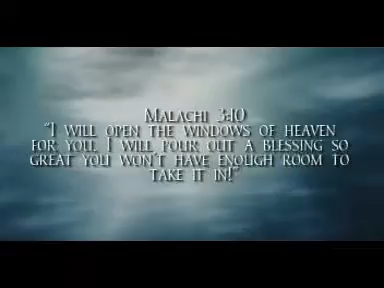 MALACHI 3:10
"I WILL OPEN THE WINDOWS OF HEAVEN
FOR YOU. I WILL POUR OUT A BLESSING SO
GREAT YOU WON'T HAVE ENOUGH ROOM TO
TAKE IT IN!"